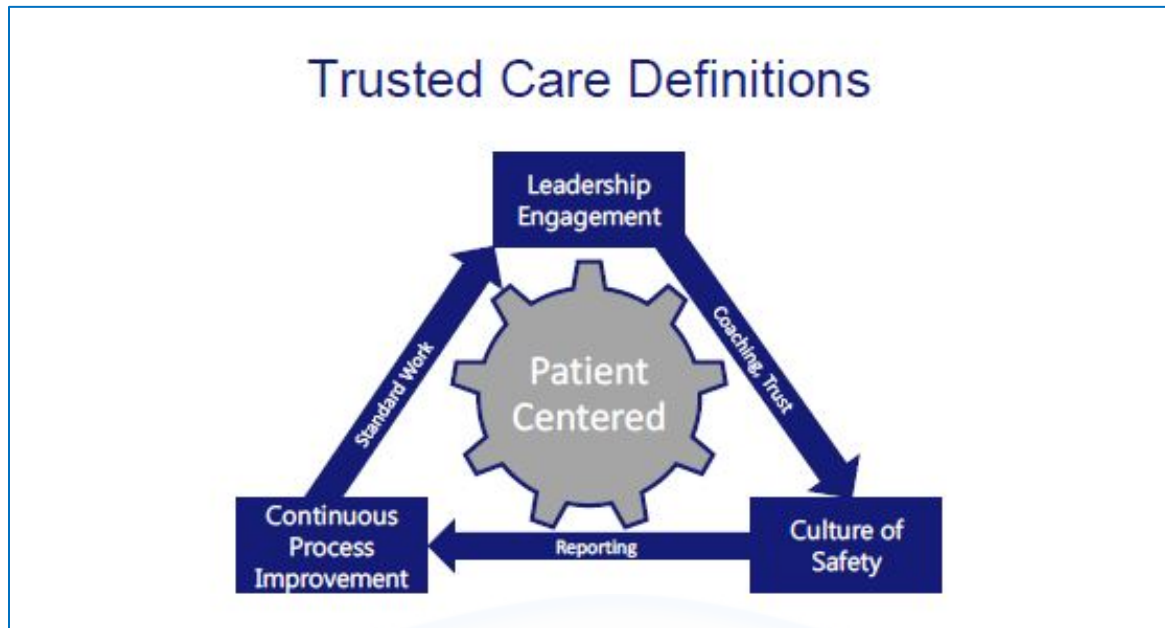 Trusted Care Definitions
Leadership
Engagement
Standard Work
Coaching, Trust
Patient
Centered
Continuous
Process
Improvement
Reporting
Culture of
Safety